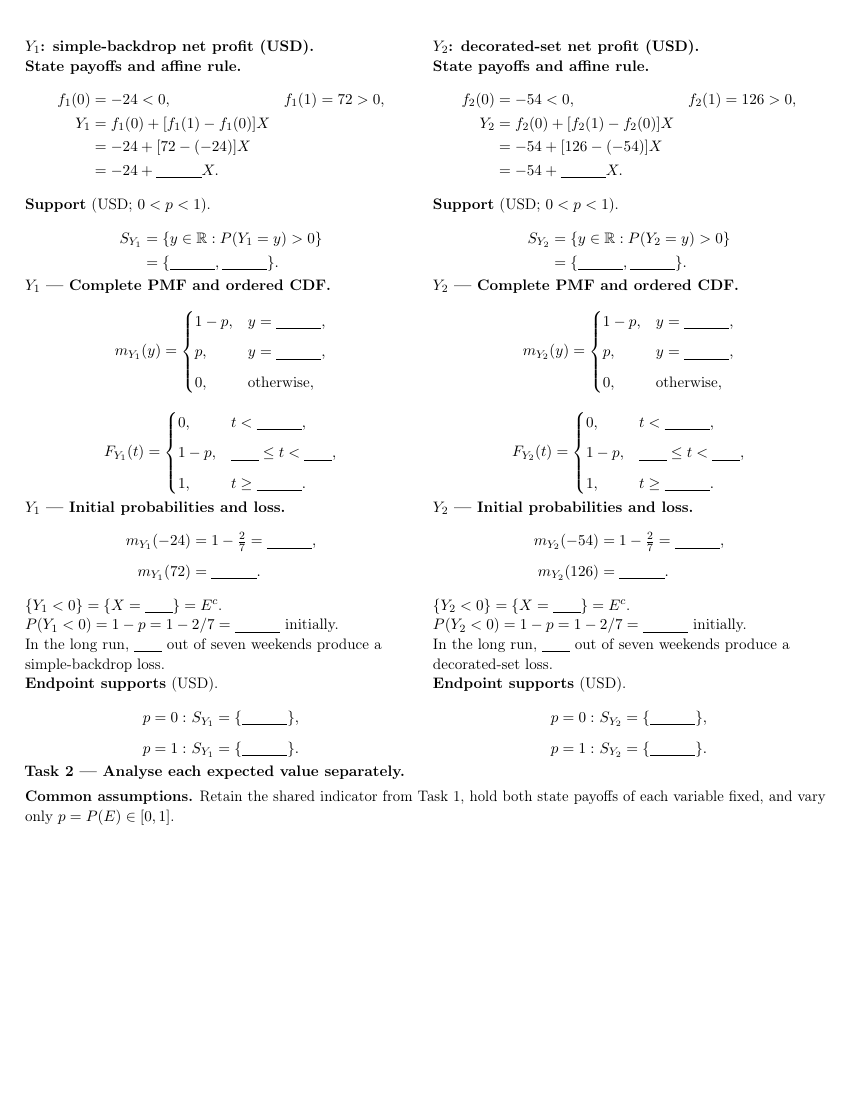 Y₁: simple-backdrop net profit (USD).
State payoffs and affine rule.
f₁(0) = −24 < 0, f₁(1) = 72 > 0,
Y₁ = f₁(0) + [f₁(1) − f₁(0)]X
= −24 + [72 − (−24)]X
= −24 + ______X.
Support (USD; 0 < p < 1).
S_{Y₁} = {y ∈ ℝ : P(Y₁ = y) > 0}
= {______, ______}.
Y₁ — Complete PMF and ordered CDF.
m_{Y₁}(y) = { 1 − p, y = ______,
p, y = ______,
0, otherwise,
F_{Y₁}(t) = { 0, t < ______,
1 − p, ____ ≤ t < ____,
1, t ≥ ______.
Y₁ — Initial probabilities and loss.
m_{Y₁}(−24) = 1 − 2/7 = ______,
m_{Y₁}(72) = ______.
{Y₁ < 0} = {X = ____} = Eᶜ.
P(Y₁ < 0) = 1 − p = 1 − 2/7 = ______ initially.
In the long run, ____ out of seven weekends produce a
simple-backdrop loss.
Endpoint supports (USD).
p = 0 : S_{Y₁} = {______},
p = 1 : S_{Y₁} = {______}.
Y₂: decorated-set net profit (USD).
State payoffs and affine rule.
f₂(0) = −54 < 0, f₂(1) = 126 > 0,
Y₂ = f₂(0) + [f₂(1) − f₂(0)]X
= −54 + [126 − (−54)]X
= −54 + ______X.
Support (USD; 0 < p < 1).
S_{Y₂} = {y ∈ ℝ : P(Y₂ = y) > 0}
= {______, ______}.
Y₂ — Complete PMF and ordered CDF.
m_{Y₂}(y) = { 1 − p, y = ______,
p, y = ______,
0, otherwise,
F_{Y₂}(t) = { 0, t < ______,
1 − p, ____ ≤ t < ____,
1, t ≥ ______.
Y₂ — Initial probabilities and loss.
m_{Y₂}(−54) = 1 − 2/7 = ______,
m_{Y₂}(126) = ______.
{Y₂ < 0} = {X = ____} = Eᶜ.
P(Y₂ < 0) = 1 − p = 1 − 2/7 = ______ initially.
In the long run, ____ out of seven weekends produce a
decorated-set loss.
Endpoint supports (USD).
p = 0 : S_{Y₂} = {______},
p = 1 : S_{Y₂} = {______}.
Task 2 — Analyse each expected value separately.
Common assumptions. Retain the shared indicator from Task 1, hold both state payoffs of each variable fixed, and vary
only p = P(E) ∈ [0, 1].